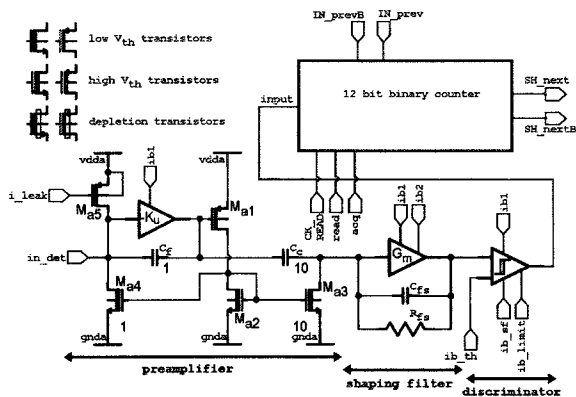 IN_prevB IN_prev
low Vth transistors
high Vth transistors
depletion transistors
input
12 bit binary counter
SH_next
SH_nextB
vdda
vdda
ib1
i_leak
Ma5
Ku
Ma1
CK_READ
read
acq
ib1
ib2
ib1
in_det
Cf
1
Cc
10
Gm
Cfs
Rfs
Ma4
1
Ma2
Ma3
10
gnda
gnda
gnda
ib_th
ib_sf
ib_limit
preamplifier
shaping filter
discriminator